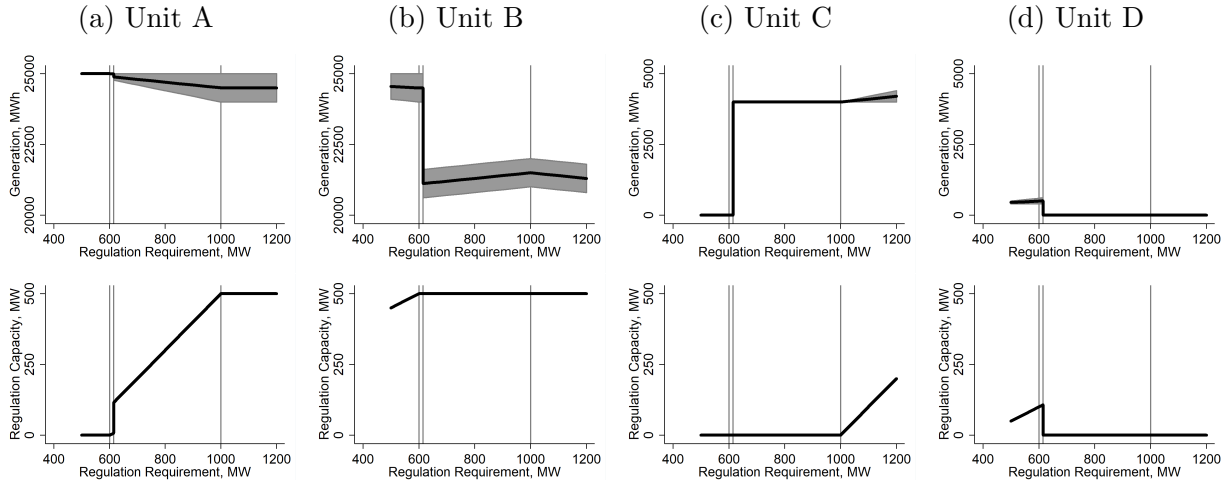 (a) Unit A
(b) Unit B
(c) Unit C
(d) Unit D
Generation, MWh
20000 22500 25000
400 600 800 1000 1200
Regulation Requirement, MW
Generation, MWh
20000 22500 25000
400 600 800 1000 1200
Regulation Requirement, MW
Generation, MWh
0 2500 5000
400 600 800 1000 1200
Regulation Requirement, MW
Generation, MWh
0 2500 5000
400 600 800 1000 1200
Regulation Requirement, MW
Regulation Capacity, MW
0 250 500
400 600 800 1000 1200
Regulation Requirement, MW
Regulation Capacity, MW
0 250 500
400 600 800 1000 1200
Regulation Requirement, MW
Regulation Capacity, MW
0 250 500
400 600 800 1000 1200
Regulation Requirement, MW
Regulation Capacity, MW
0 250 500
400 600 800 1000 1200
Regulation Requirement, MW